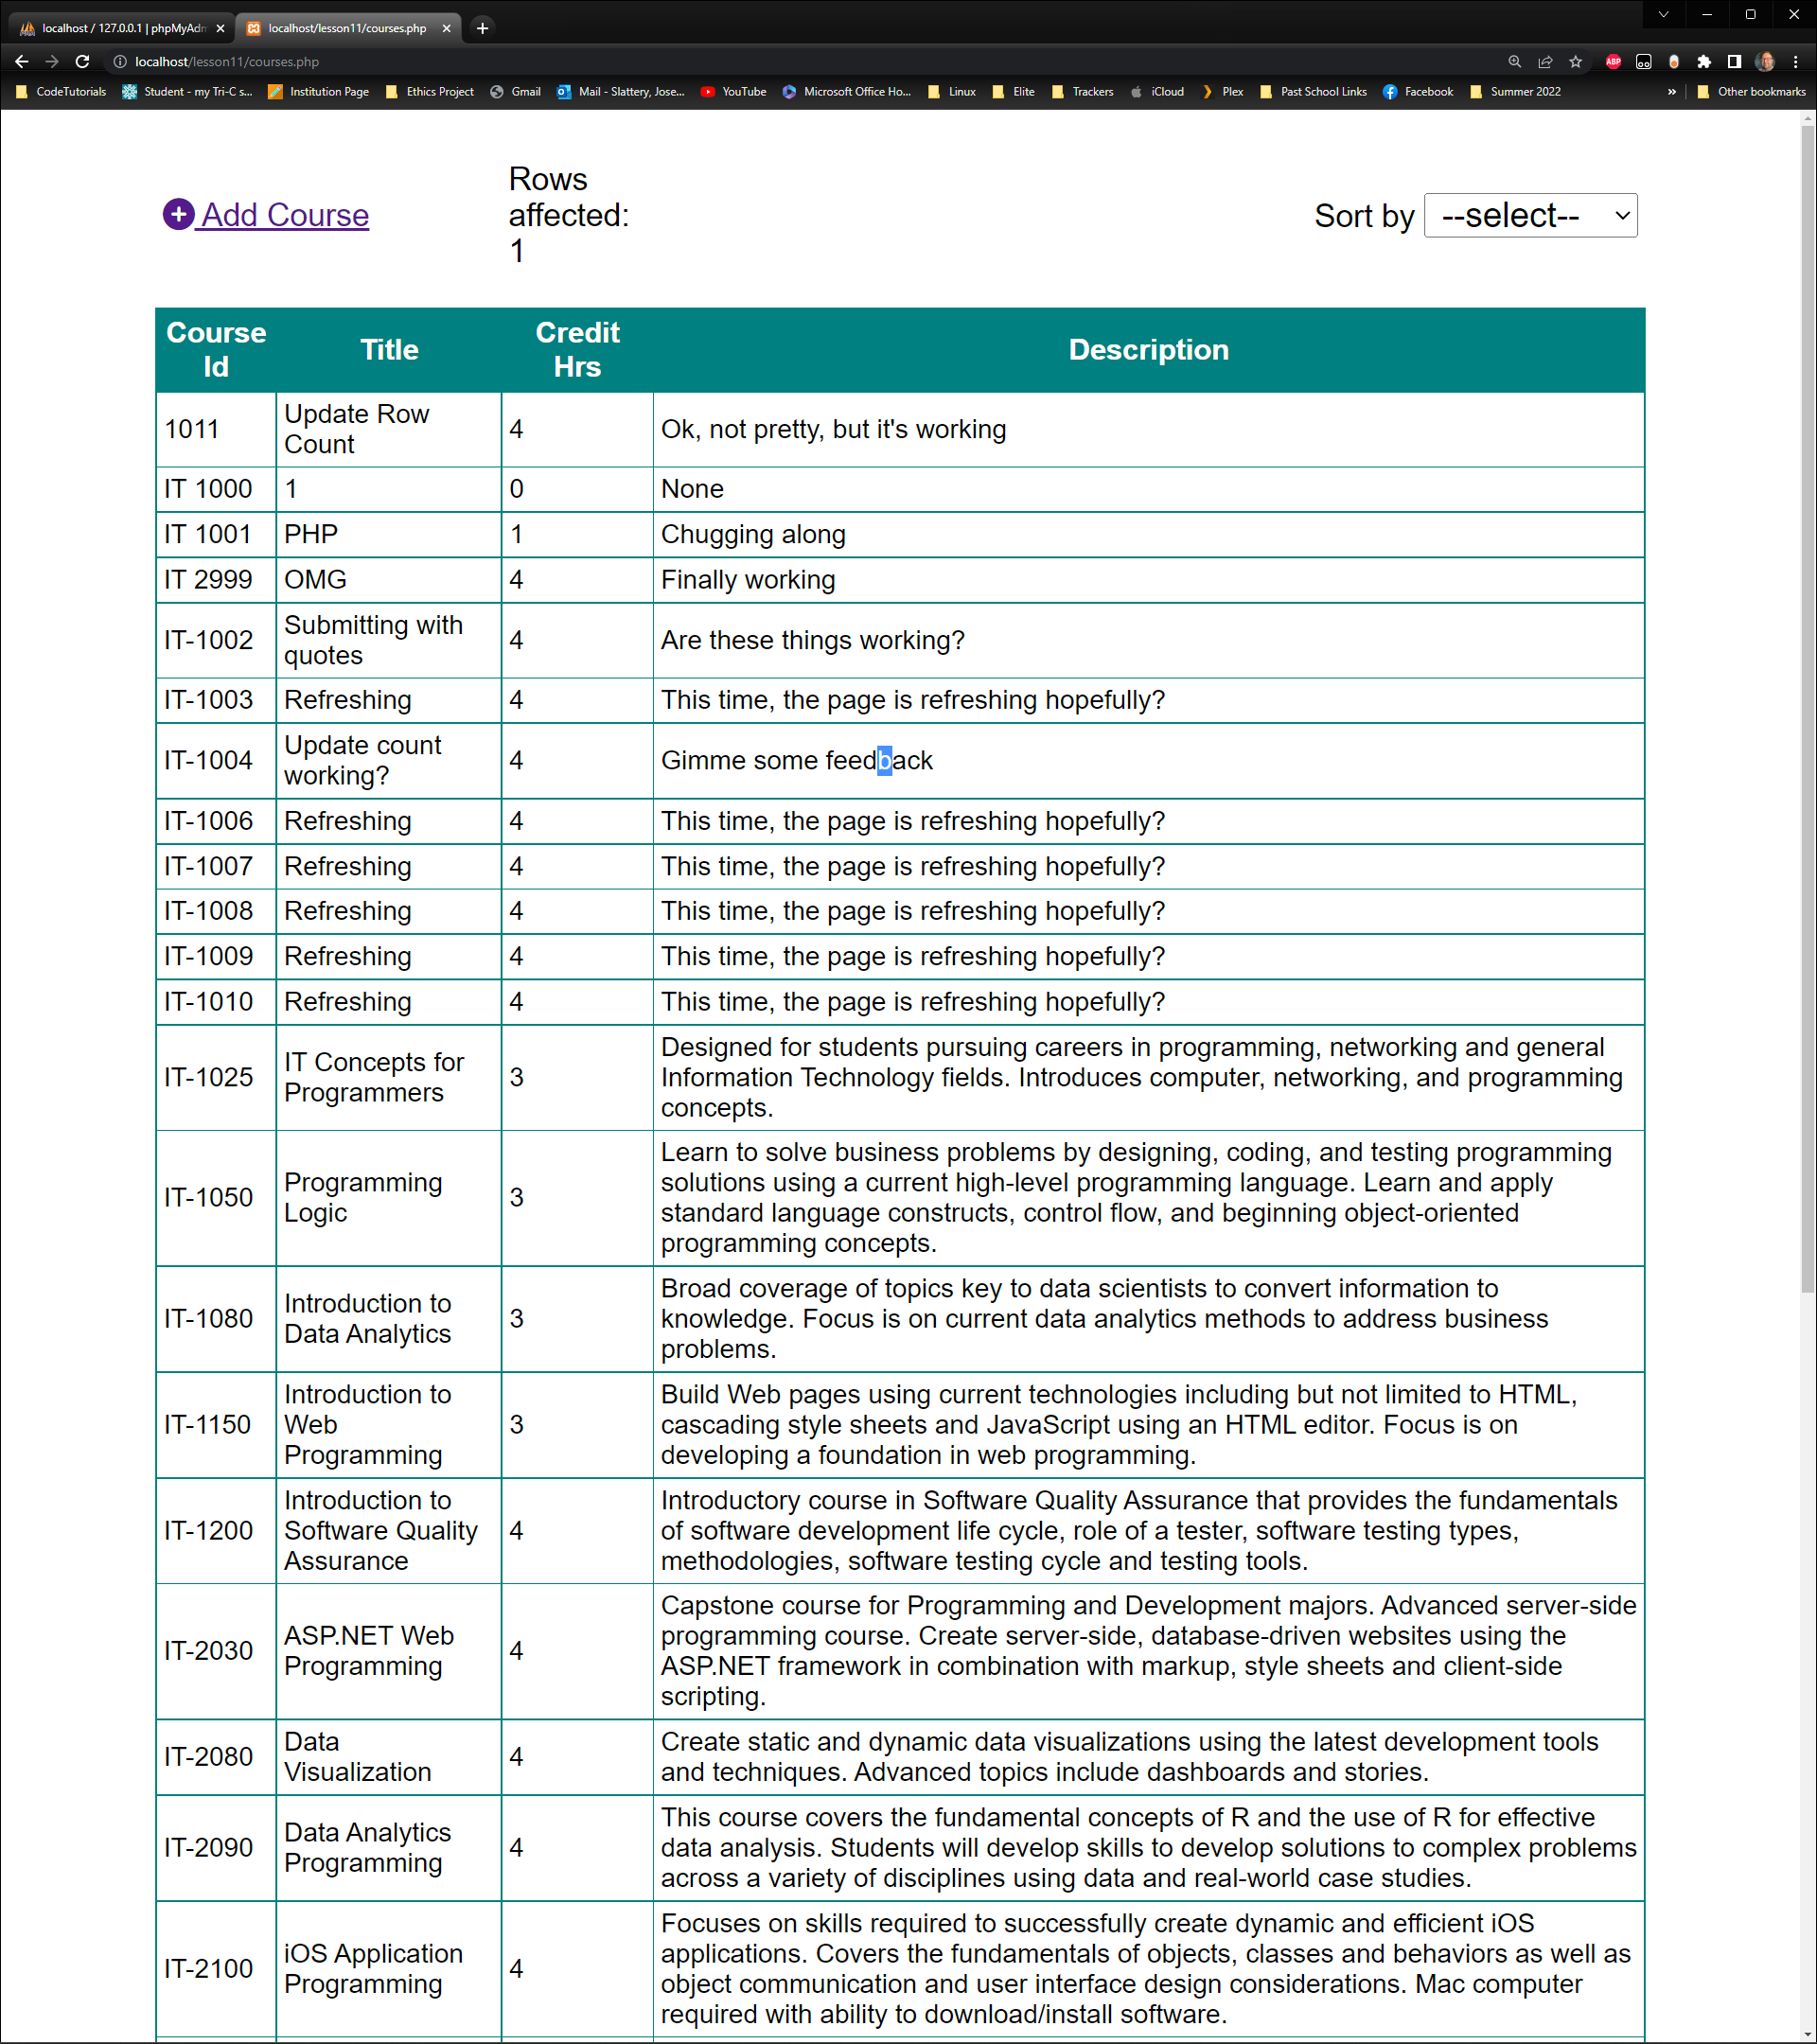 localhost / 127.0.0.1 | phpMyAdm
localhost/lesson11/courses.php
localhost/lesson11/courses.php
ABP
CodeTutorials
Student - my Tri-C s...
Institution Page
Ethics Project
Gmail
Mail - Slattery, Jose...
YouTube
Microsoft Office Ho...
Linux
Elite
Trackers
iCloud
Plex
Past School Links
Facebook
Summer 2022
»
Other bookmarks
Add Course
Rows
affected:
1
Sort by --select--
Course
Id
Title
Credit
Hrs
Description
1011
Update Row
Count
4
Ok, not pretty, but it's working
IT 1000
1
0
None
IT 1001
PHP
1
Chugging along
IT 2999
OMG
4
Finally working
IT-1002
Submitting with
quotes
4
Are these things working?
IT-1003
Refreshing
4
This time, the page is refreshing hopefully?
IT-1004
Update count
working?
4
Gimme some feedback
IT-1006
Refreshing
4
This time, the page is refreshing hopefully?
IT-1007
Refreshing
4
This time, the page is refreshing hopefully?
IT-1008
Refreshing
4
This time, the page is refreshing hopefully?
IT-1009
Refreshing
4
This time, the page is refreshing hopefully?
IT-1010
Refreshing
4
This time, the page is refreshing hopefully?
IT-1025
IT Concepts for
Programmers
3
Designed for students pursuing careers in programming, networking and general
Information Technology fields. Introduces computer, networking, and programming
concepts.
IT-1050
Programming
Logic
3
Learn to solve business problems by designing, coding, and testing programming
solutions using a current high-level programming language. Learn and apply
standard language constructs, control flow, and beginning object-oriented
programming concepts.
IT-1080
Introduction to
Data Analytics
3
Broad coverage of topics key to data scientists to convert information to
knowledge. Focus is on current data analytics methods to address business
problems.
IT-1150
Introduction to
Web
Programming
3
Build Web pages using current technologies including but not limited to HTML,
cascading style sheets and JavaScript using an HTML editor. Focus is on
developing a foundation in web programming.
IT-1200
Introduction to
Software Quality
Assurance
4
Introductory course in Software Quality Assurance that provides the fundamentals
of software development life cycle, role of a tester, software testing types,
methodologies, software testing cycle and testing tools.
IT-2030
ASP.NET Web
Programming
4
Capstone course for Programming and Development majors. Advanced server-side
programming course. Create server-side, database-driven websites using the
ASP.NET framework in combination with markup, style sheets and client-side
scripting.
IT-2080
Data
Visualization
4
Create static and dynamic data visualizations using the latest development tools
and techniques. Advanced topics include dashboards and stories.
IT-2090
Data Analytics
Programming
4
This course covers the fundamental concepts of R and the use of R for effective
data analysis. Students will develop skills to develop solutions to complex problems
across a variety of disciplines using data and real-world case studies.
IT-2100
iOS Application
Programming
4
Focuses on skills required to successfully create dynamic and efficient iOS
applications. Covers the fundamentals of objects, classes and behaviors as well as
object communication and user interface design considerations. Mac computer
required with ability to download/install software.